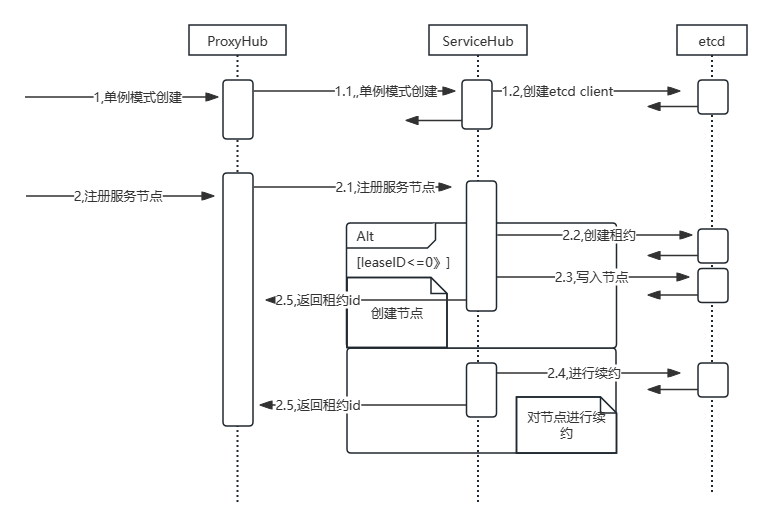 ProxyHub
ServiceHub
etcd
1,单例模式创建
1.1,,单例模式创建
1.2,创建etcd client
2,注册服务节点
2.1,注册服务节点
Alt
2.2,创建租约
[leaseID<=0》]
2.3,写入节点
2.5,返回租约id
创建节点
2.4,进行续约
2.5,返回租约id
对节点进行续
约